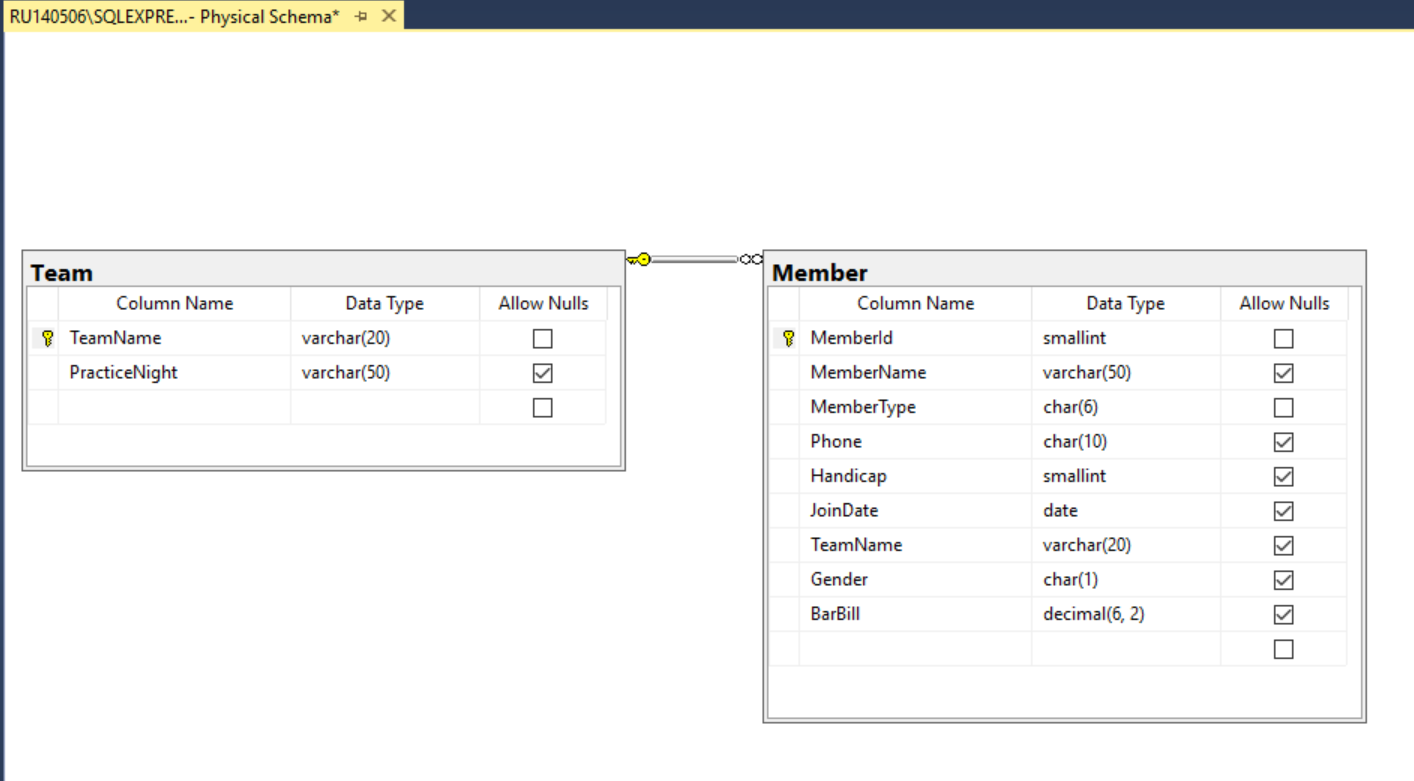 RU140506\SQLEXPRE...- Physical Schema*
Team
Column Name Data Type Allow Nulls
TeamName varchar(20)
PracticeNight varchar(50)
Member
Column Name Data Type Allow Nulls
MemberId smallint
MemberName varchar(50)
MemberType char(6)
Phone char(10)
Handicap smallint
JoinDate date
TeamName varchar(20)
Gender char(1)
BarBill decimal(6, 2)